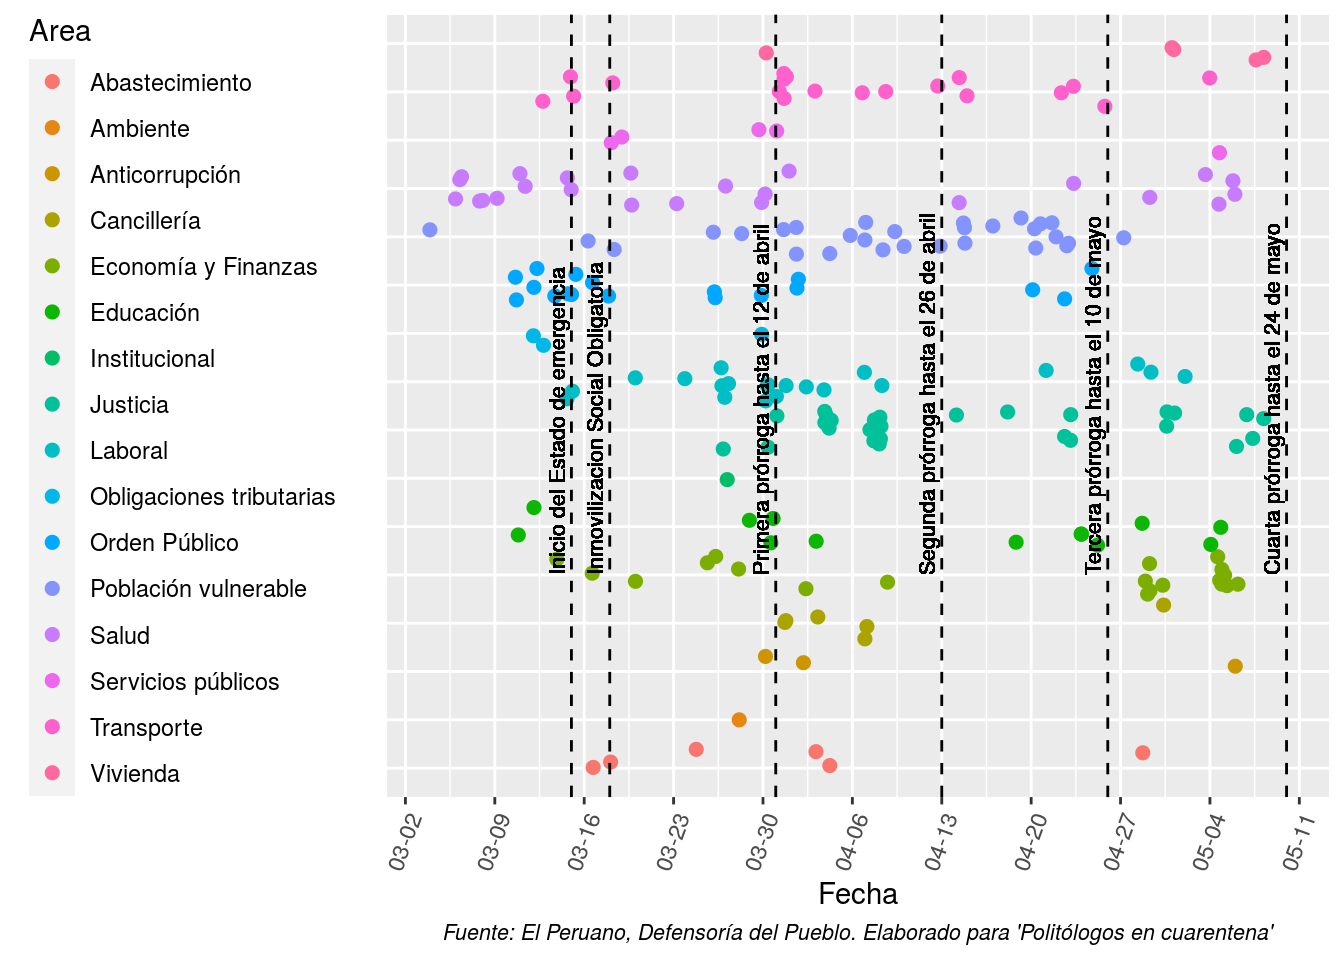 Area
Abastecimiento
Ambiente
Anticorrupción
Cancillería
Economía y Finanzas
Educación
Institucional
Justicia
Laboral
Obligaciones tributarias
Orden Público
Población vulnerable
Salud
Servicios públicos
Transporte
Vivienda
Inicio del Estado de emergencia
Inmovilizacion Social Obligatoria
Primera prórroga hasta el 12 de abril
Segunda prórroga hasta el 26 de abril
Tercera prórroga hasta el 10 de mayo
Cuarta prórroga hasta el 24 de mayo
03-02
03-09
03-16
03-23
03-30
04-06
04-13
04-20
04-27
05-04
05-11
Fecha
Fuente: El Peruano, Defensoría del Pueblo. Elaborado para 'Politólogos en cuarentena'